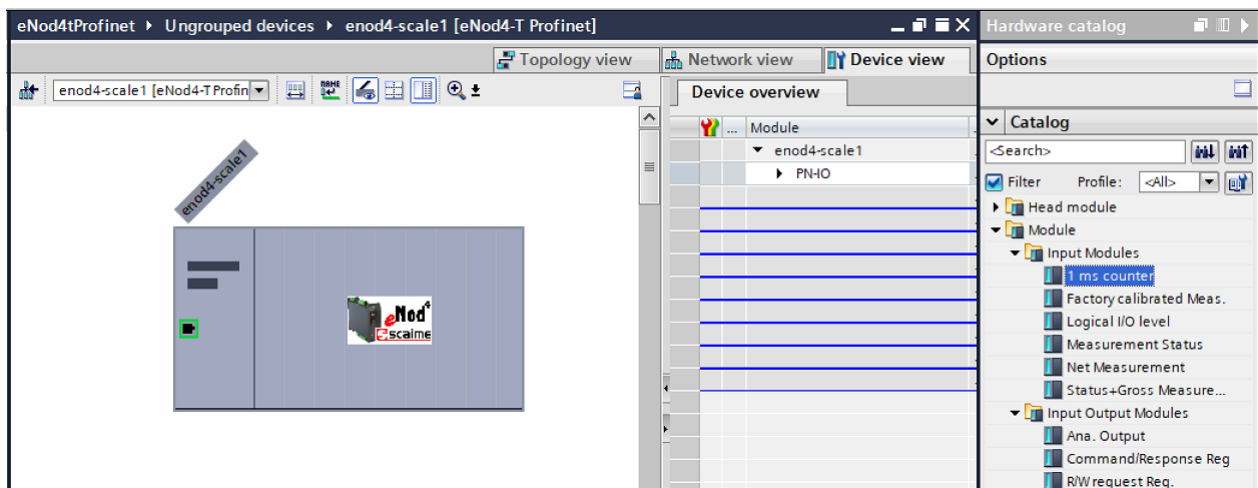 eNod4tProfinet ▸ Ungrouped devices ▸ enod4-scale1 [eNod4-T Profinet]
Hardware catalog
Topology view
Network view
Device view
Options
enod4-scale1 [eNod4-T Profin
NAME
±
Device overview
... Module
enod4-scale1
PN-IO
enod4-scale1
eNod4
scaime
Catalog
<Search>
Filter Profile: <All>
Head module
Module
Input Modules
1 ms counter
Factory calibrated Meas.
Logical I/O level
Measurement Status
Net Measurement
Status+Gross Measure...
Input Output Modules
Ana. Output
Command/Response Reg
R/W request Reg.